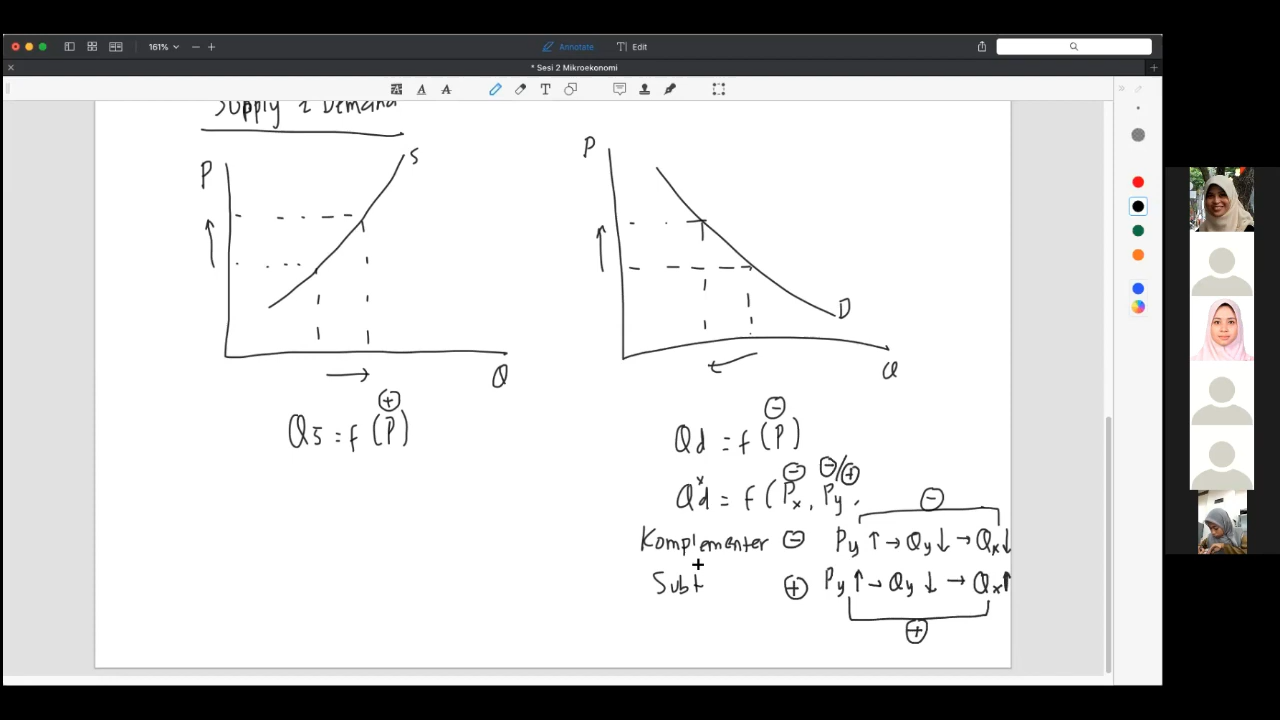 161%
Annotate
Edit
* Sesi 2 Mikroekonomi
Supply & Demand
P
S
Q
Qs = f (P)
+
P
D
Q
−
Qd = f (P)
− −/+
Qdˣ = f (Px, Py,
−
Komplementer − Py ↑ → Qy ↓ → Qx ↓
Subt + Py ↑ → Qy ↓ → Qx ↑
+